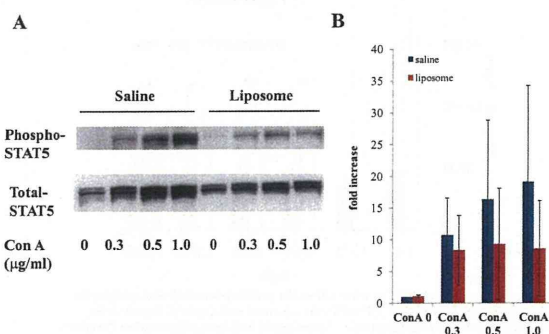 A
B
Saline Liposome
Phospho-
STAT5
Total-
STAT5
Con A 0 0.3 0.5 1.0 0 0.3 0.5 1.0
(μg/ml)
40
35
30
25
20
15
10
5
0
fold increase
saline
liposome
ConA 0 ConA ConA ConA
0.3 0.5 1.0